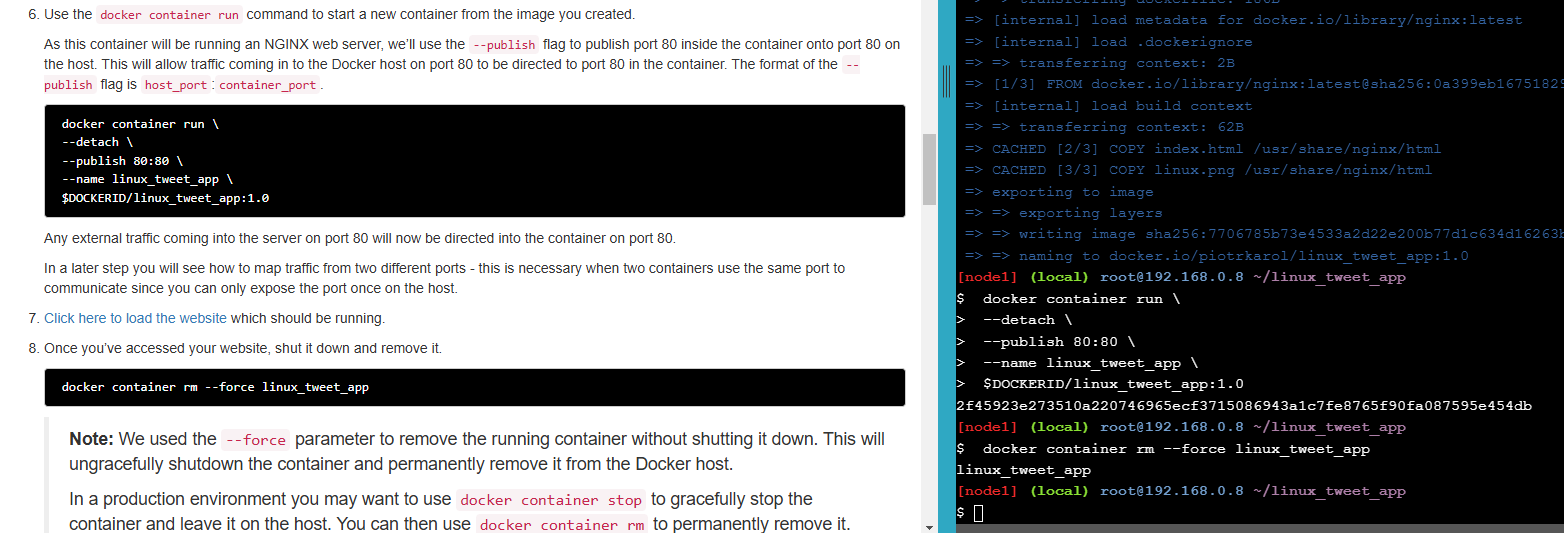 6. Use the docker container run command to start a new container from the image you created.
As this container will be running an NGINX web server, we'll use the --publish flag to publish port 80 inside the container onto port 80 on
the host. This will allow traffic coming in to the Docker host on port 80 to be directed to port 80 in the container. The format of the --
publish flag is host_port:container_port.
docker container run \
--detach \
--publish 80:80 \
--name linux_tweet_app \
$DOCKERID/linux_tweet_app:1.0
Any external traffic coming into the server on port 80 will now be directed into the container on port 80.
In a later step you will see how to map traffic from two different ports - this is necessary when two containers use the same port to
communicate since you can only expose the port once on the host.
7. Click here to load the website which should be running.
8. Once you've accessed your website, shut it down and remove it.
docker container rm --force linux_tweet_app
Note: We used the --force parameter to remove the running container without shutting it down. This will
ungracefully shutdown the container and permanently remove it from the Docker host.
In a production environment you may want to use docker container stop to gracefully stop the
container and leave it on the host. You can then use docker container rm to permanently remove it.
=> [internal] load metadata for docker.io/library/nginx:latest
=> [internal] load .dockerignore
=> => transferring context: 2B
=> [1/3] FROM docker.io/library/nginx:latest@sha256:0a399eb16751829
=> [internal] load build context
=> => transferring context: 62B
=> CACHED [2/3] COPY index.html /usr/share/nginx/html
=> CACHED [3/3] COPY linux.png /usr/share/nginx/html
=> exporting to image
=> => exporting layers
=> => writing image sha256:7706785b73e4533a2d22e200b77d1c634d16263b
=> => naming to docker.io/piotrkarol/linux_tweet_app:1.0
[node1] (local) root@192.168.0.8 ~/linux_tweet_app
$ docker container run \
> --detach \
> --publish 80:80 \
> --name linux_tweet_app \
> $DOCKERID/linux_tweet_app:1.0
2f45923e273510a220746965ecf3715086943a1c7fe8765f90fa087595e454db
[node1] (local) root@192.168.0.8 ~/linux_tweet_app
$ docker container rm --force linux_tweet_app
linux_tweet_app
[node1] (local) root@192.168.0.8 ~/linux_tweet_app
$